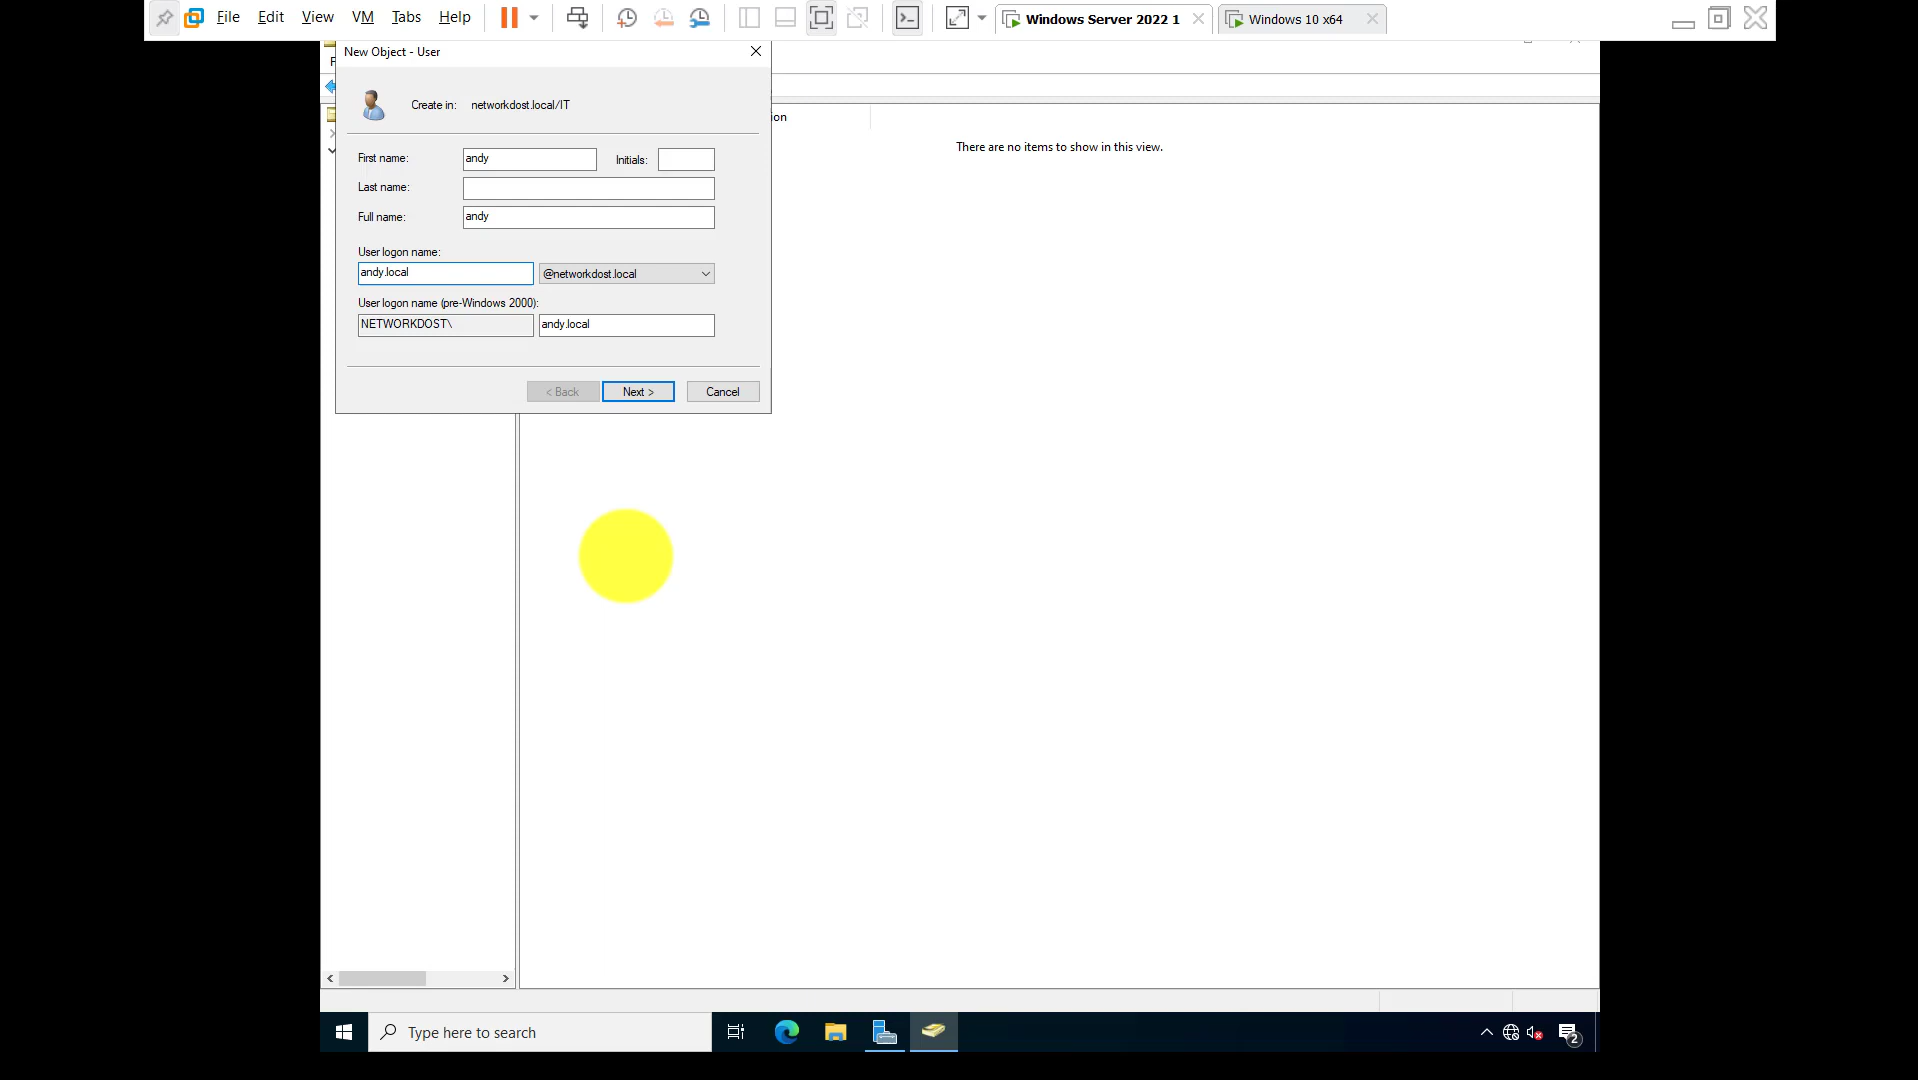 File Edit View VM Tabs Help
Windows Server 2022 1
Windows 10 x64
New Object - User
Create in: networkdost.local/IT
First name: andy Initials:
Last name:
Full name: andy
User logon name:
andy.local @networkdost.local
User logon name (pre-Windows 2000):
NETWORKDOST\ andy.local
< Back Next > Cancel
ion
There are no items to show in this view.
Type here to search
2